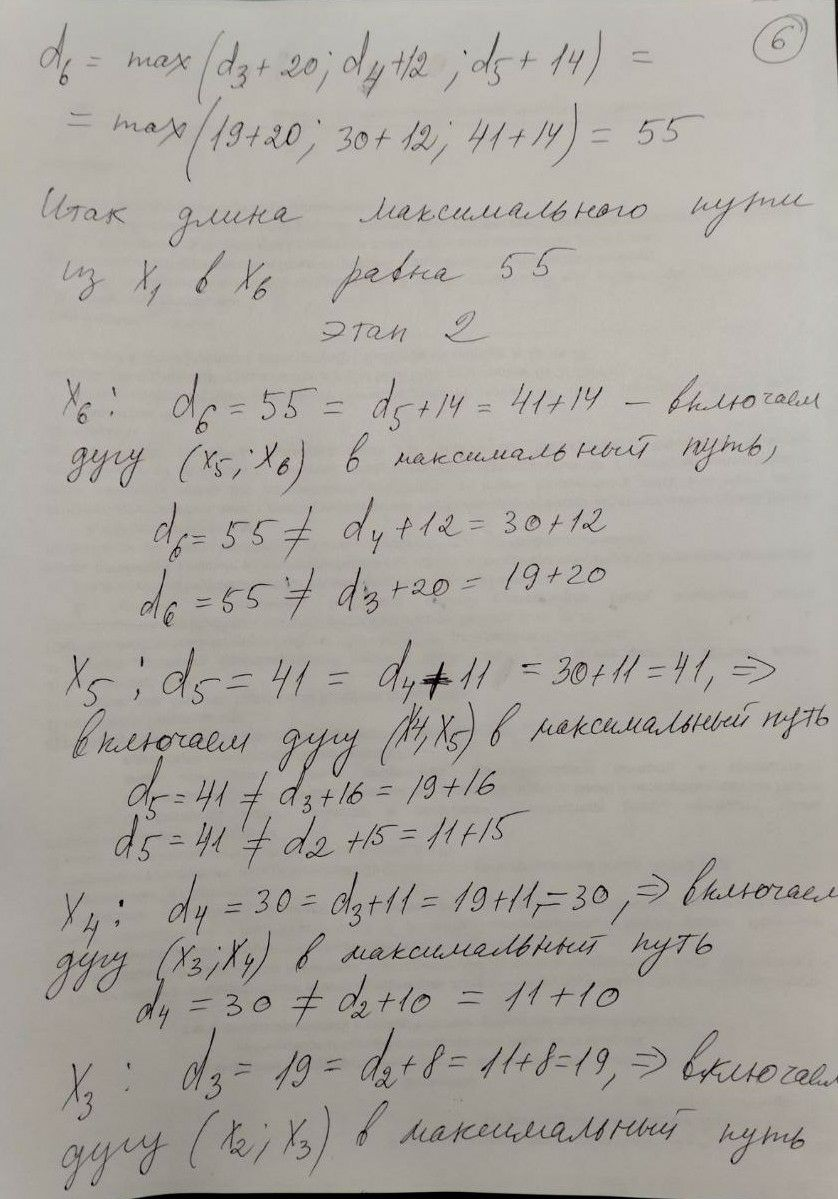 6
d₆ = max(d₃+20; d₄+12; d₅+14) =
= max(19+20; 30+12; 41+14) = 55
Итак длина максимального пути
из X₁ в X₆ равна 55
Этап 2
X₆: d₆ = 55 = d₅+14 = 41+14 – включаем
дугу (X₅; X₆) в максимальный путь,
d₆ = 55 ≠ d₄+12 = 30+12
d₆ = 55 ≠ d₃+20 = 19+20
X₅: d₅ = 41 = d₄+11 = 30+11 = 41, ⇒
включаем дугу (X₄, X₅) в максимальный путь
d₅ = 41 ≠ d₃+16 = 19+16
d₅ = 41 ≠ d₂+15 = 11+15
X₄: d₄ = 30 = d₃+11 = 19+11, = 30, ⇒ включаем
дугу (X₃; X₄) в максимальный путь
d₄ = 30 ≠ d₂+10 = 11+10
X₃: d₃ = 19 = d₂+8 = 11+8 = 19, ⇒ включаем
дугу (X₂; X₃) в максимальный путь